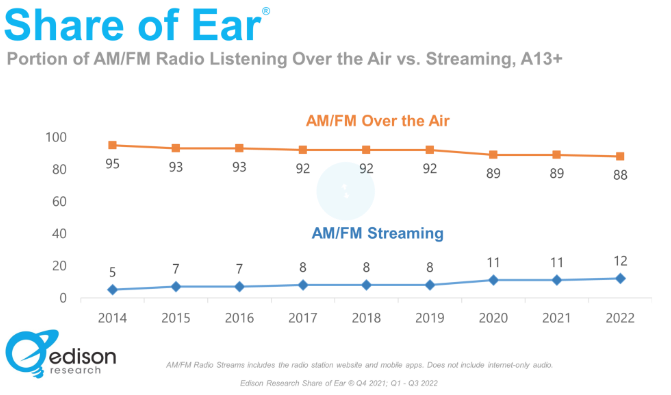 Share of Ear®
Portion of AM/FM Radio Listening Over the Air vs. Streaming, A13+
AM/FM Over the Air
100
80
60
40
20
0
95 93 93 92 92 92 89 89 88
AM/FM Streaming
5 7 7 8 8 8 11 11 12
2014 2015 2016 2017 2018 2019 2020 2021 2022
edison
research
AM/FM Radio Streams includes the radio station website and mobile apps. Does not include internet-only audio.
Edison Research Share of Ear ® Q4 2021; Q1 - Q3 2022